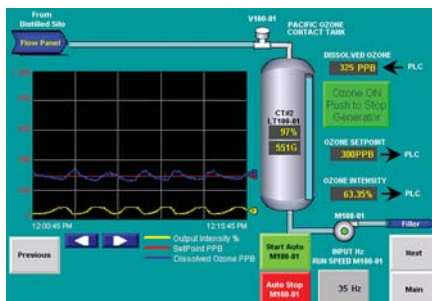 From
Distilled Silo
Flow Panel
V100-01
PACIFIC OZONE
CONTACT TANK
DISSOLVED OZONE
325 PPB
PLC
Ozone ON
Push to Stop
Generator
CT#2
LT100-01
97%
551G
OZONE SETPOINT
300PPB
PLC
OZONE INTENSITY
63.35%
PLC
12:00:45 PM
12:15:45 PM
Output Intensity %
SetPoint PPB
Dissolved Ozone PPB
Previous
Start Auto
M100-01
Auto Stop
M100-01
M100-01
Filler
INPUT Hz
RUN SPEED M100-01
35 Hz
Next
Main